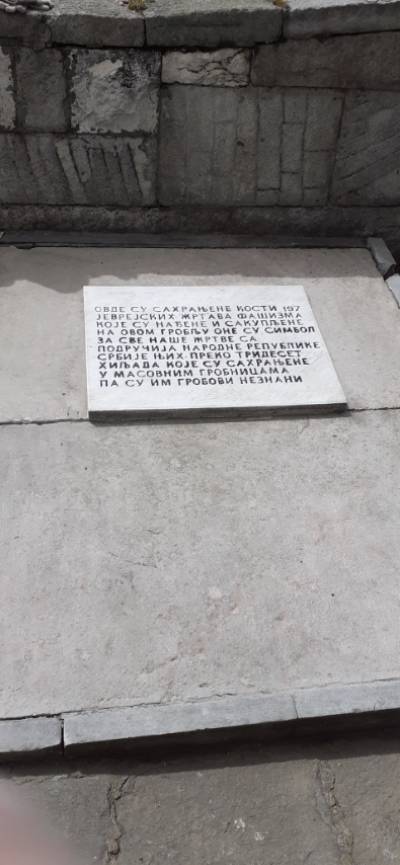 ОВДЕ СУ САХРАЊЕНЕ КОСТИ 197
ЈЕВРЕЈСКИХ ЖРТАВА ФАШИЗМА
КОЈЕ СУ НАЂЕНЕ И САКУПЉЕНЕ
НА ОВОМ ГРОБЉУ ОНЕ СУ СИМБОЛ
ЗА СВЕ НАШЕ ЖРТВЕ СА
ПОДРУЧИЈА НАРОДНЕ РЕПУБЛИКЕ
СРБИЈЕ ЊИХ ПРЕКО ТРИДЕСЕТ
ХИЉАДА КОЈЕ СУ САХРАЊЕНЕ
У МАСОВНИМ ГРОБНИЦАМА
ПА СУ ИМ ГРОБОВИ НЕЗНАНИ